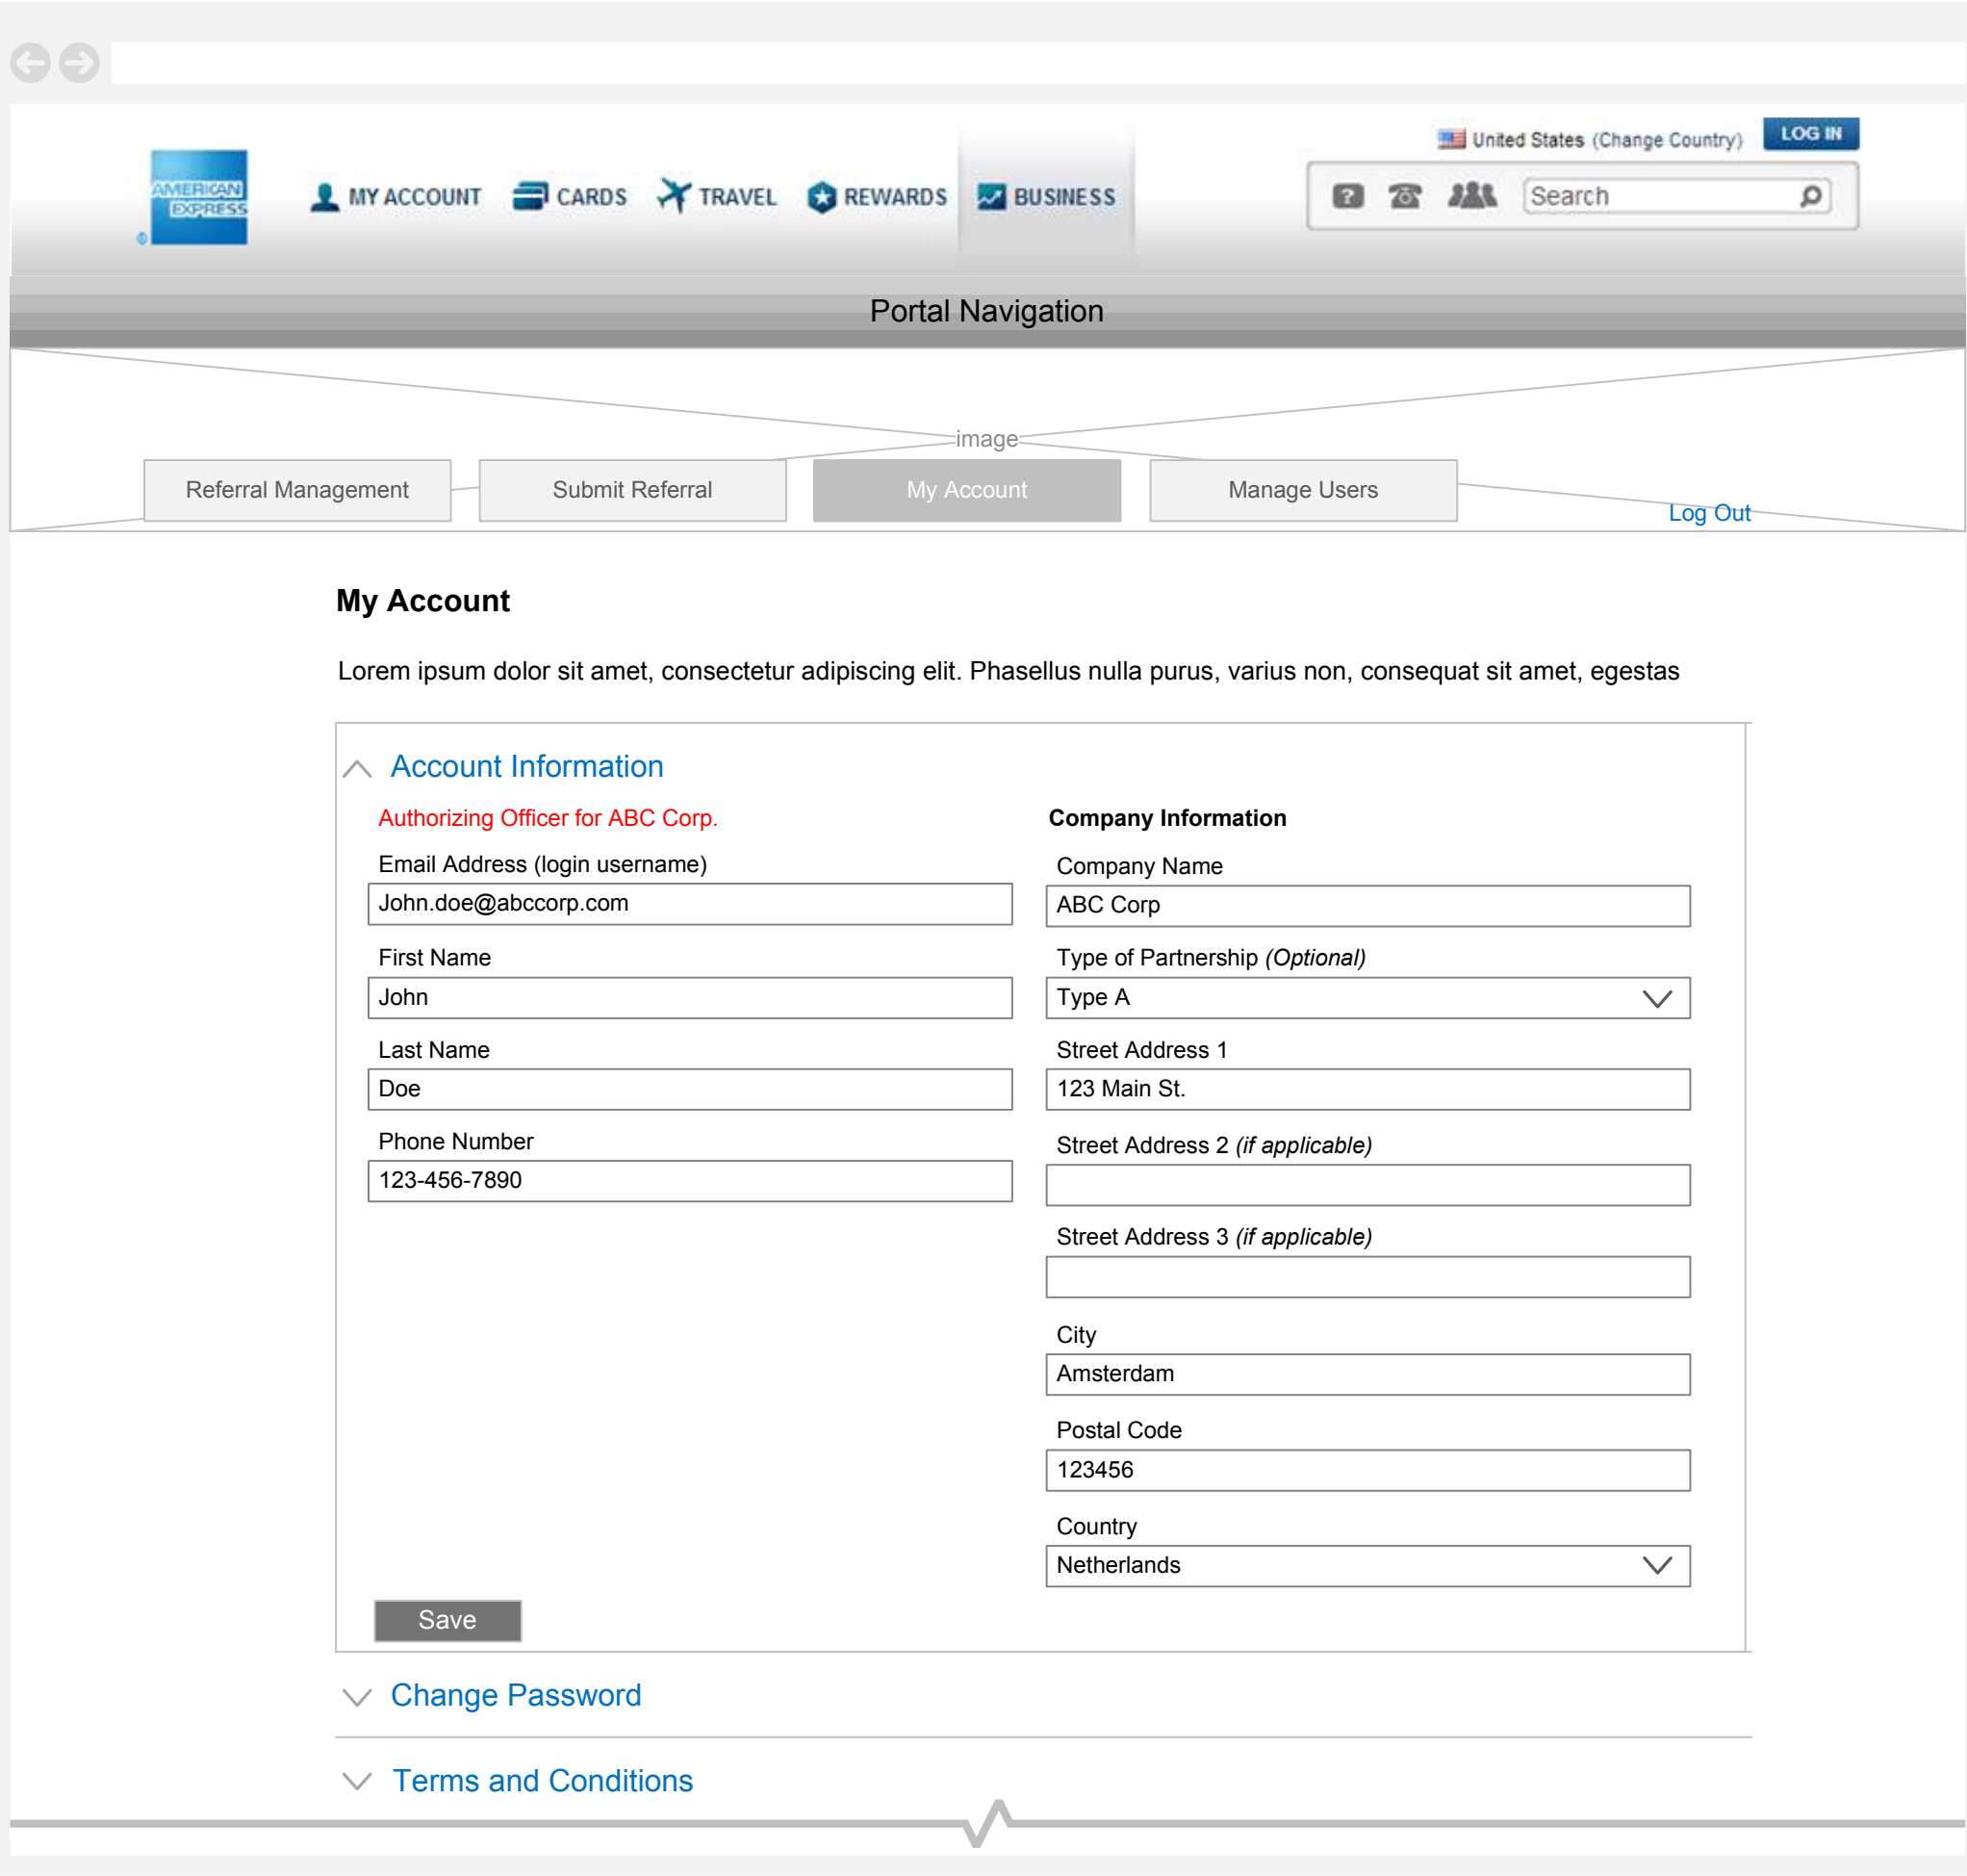 United States (Change Country)
LOG IN
AMERICAN
EXPRESS
®
MY ACCOUNT
CARDS
TRAVEL
REWARDS
BUSINESS
?
Search
Portal Navigation
image
Referral Management
Submit Referral
My Account
Manage Users
Log Out
My Account
Lorem ipsum dolor sit amet, consectetur adipiscing elit. Phasellus nulla purus, varius non, consequat sit amet, egestas
Account Information
Authorizing Officer for ABC Corp.
Email Address (login username)
John.doe@abccorp.com
First Name
John
Last Name
Doe
Phone Number
123-456-7890
Company Information
Company Name
ABC Corp
Type of Partnership (Optional)
Type A
Street Address 1
123 Main St.
Street Address 2 (if applicable)
Street Address 3 (if applicable)
City
Amsterdam
Postal Code
123456
Country
Netherlands
Save
Change Password
Terms and Conditions